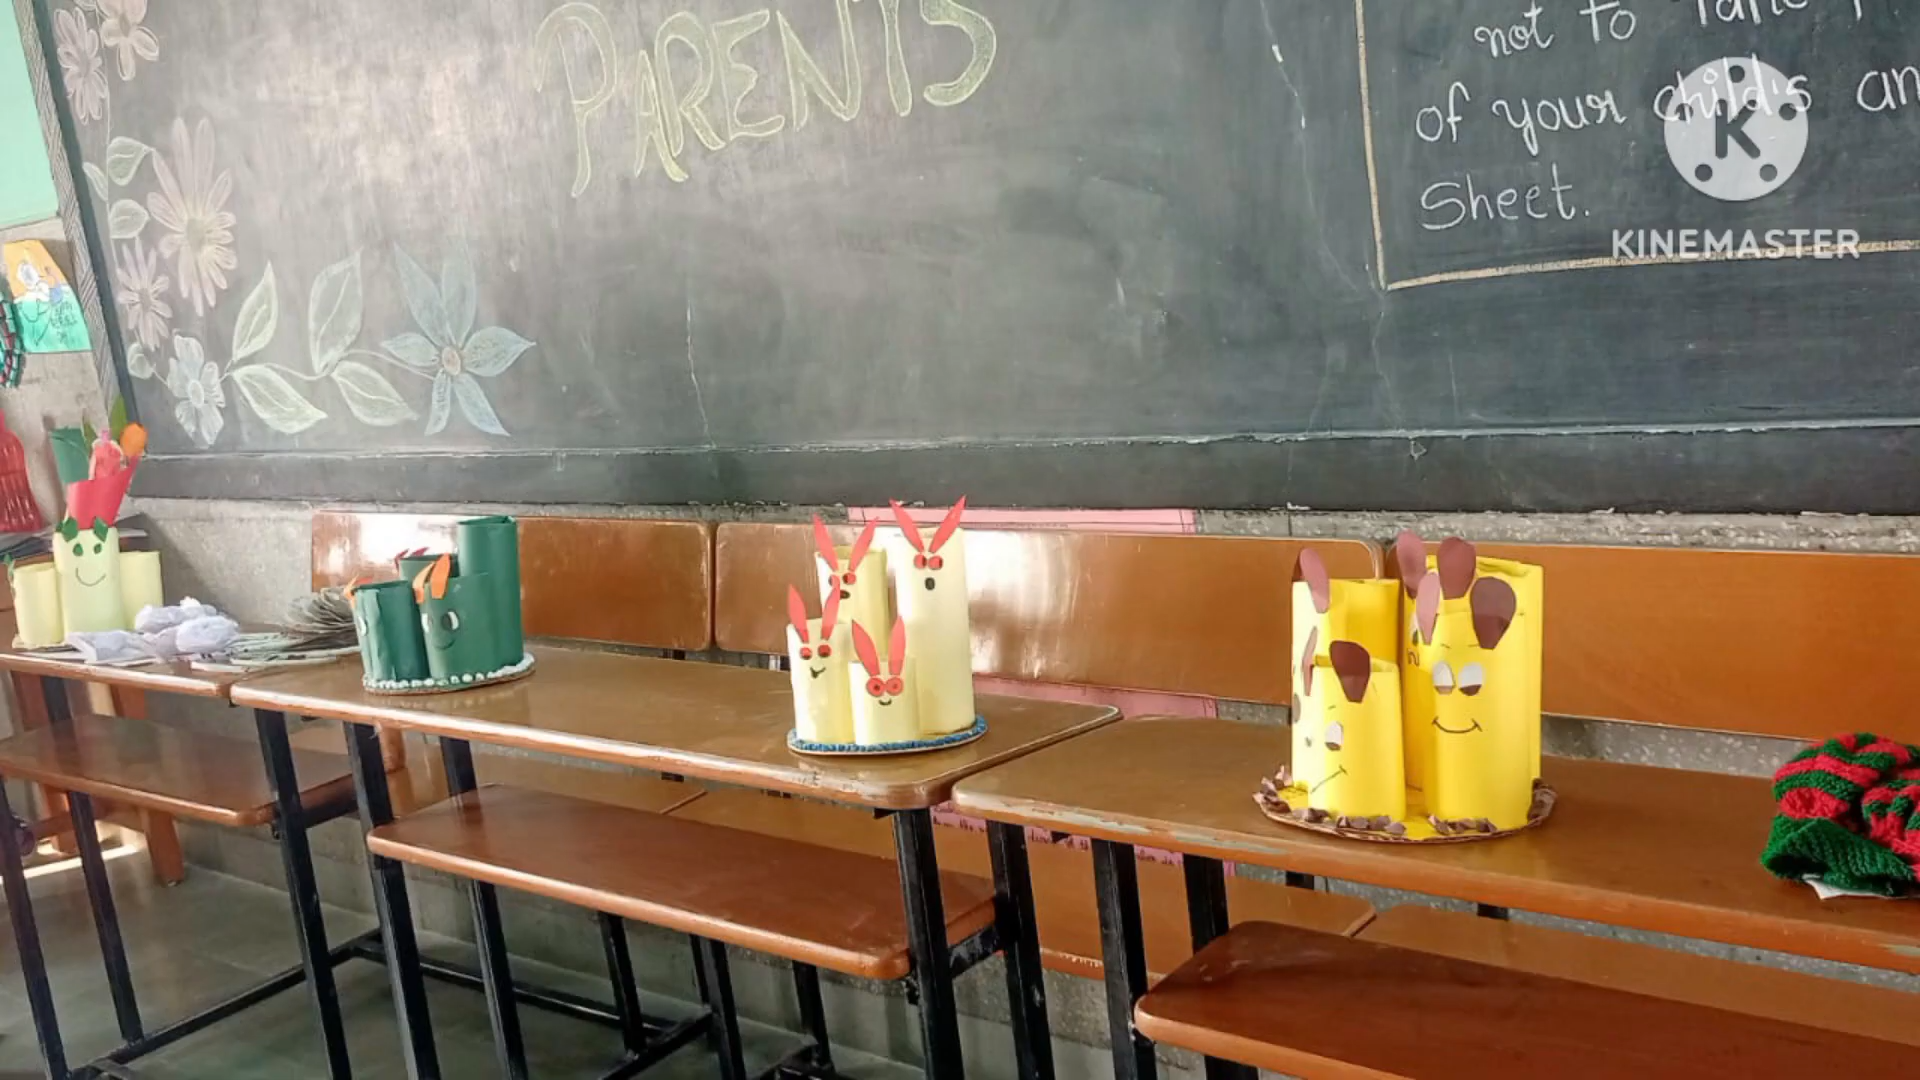 PARENTS
not to
of your child's an
Sheet.
K
KINEMASTER